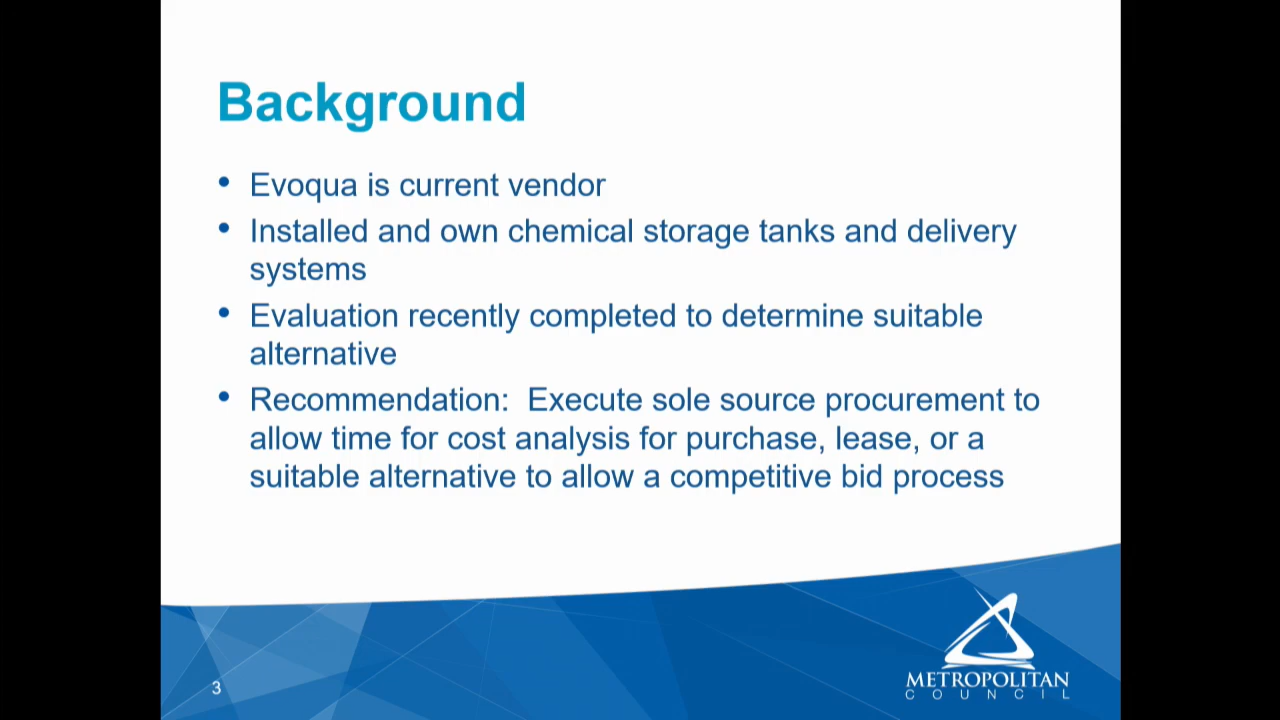 Background
• Evoqua is current vendor
• Installed and own chemical storage tanks and delivery
systems
• Evaluation recently completed to determine suitable
alternative
• Recommendation:  Execute sole source procurement to
allow time for cost analysis for purchase, lease, or a
suitable alternative to allow a competitive bid process
3
METROPOLITAN
COUNCIL